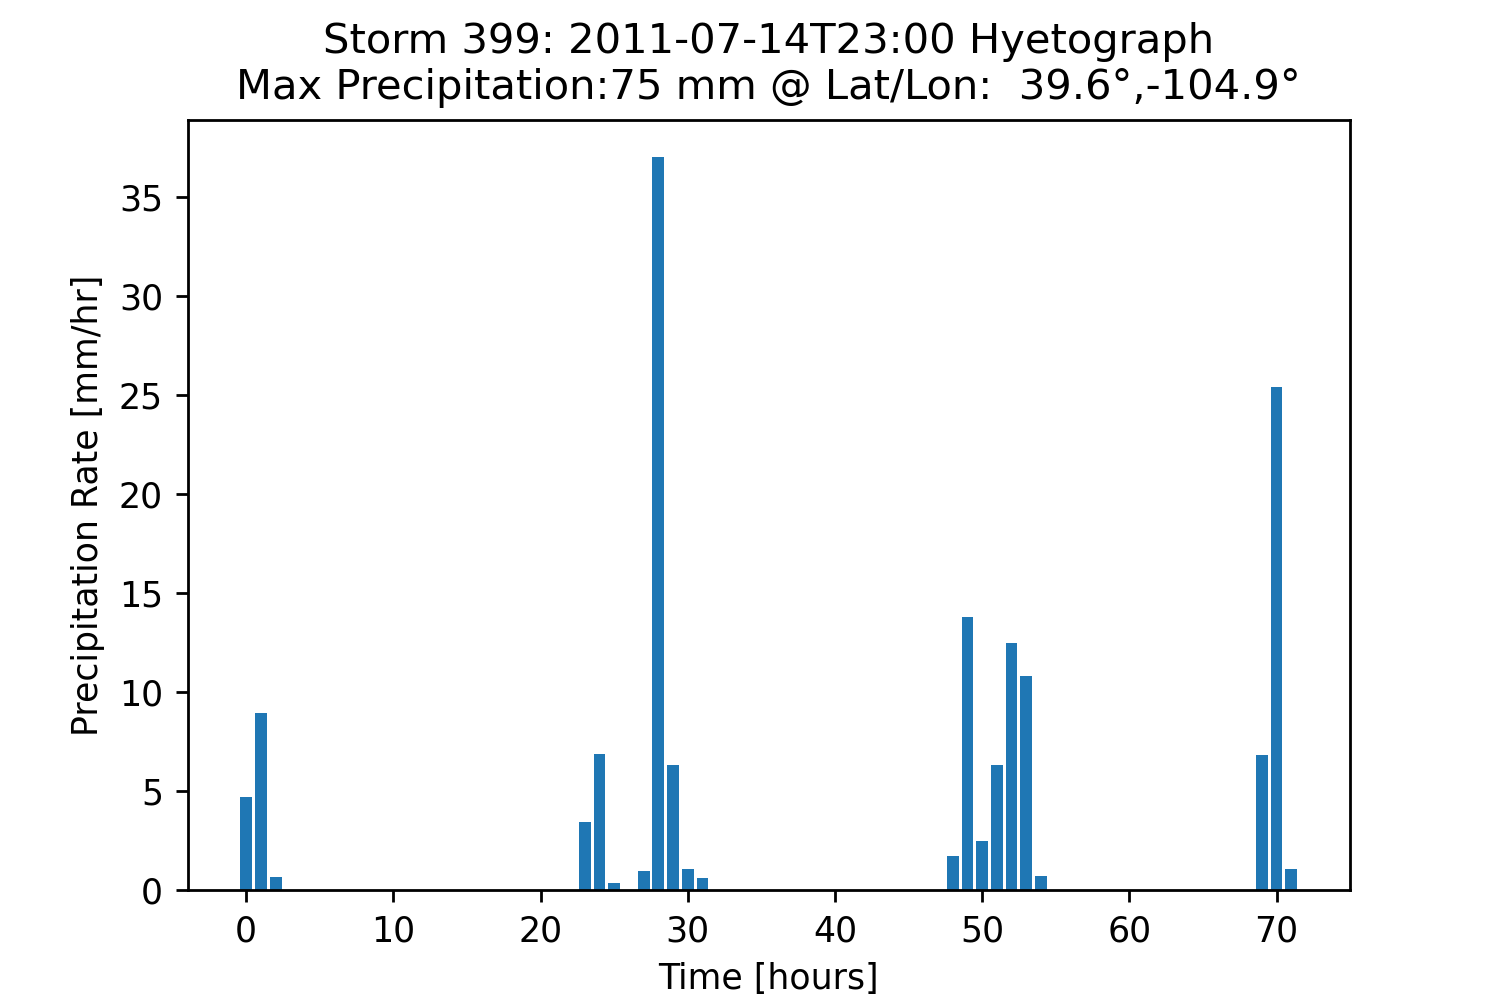 Storm 399: 2011-07-14T23:00 Hyetograph
Max Precipitation:75 mm @ Lat/Lon:  39.6°,-104.9°
Precipitation Rate [mm/hr]
35
30
25
20
15
10
5
0
0 10 20 30 40 50 60 70
Time [hours]